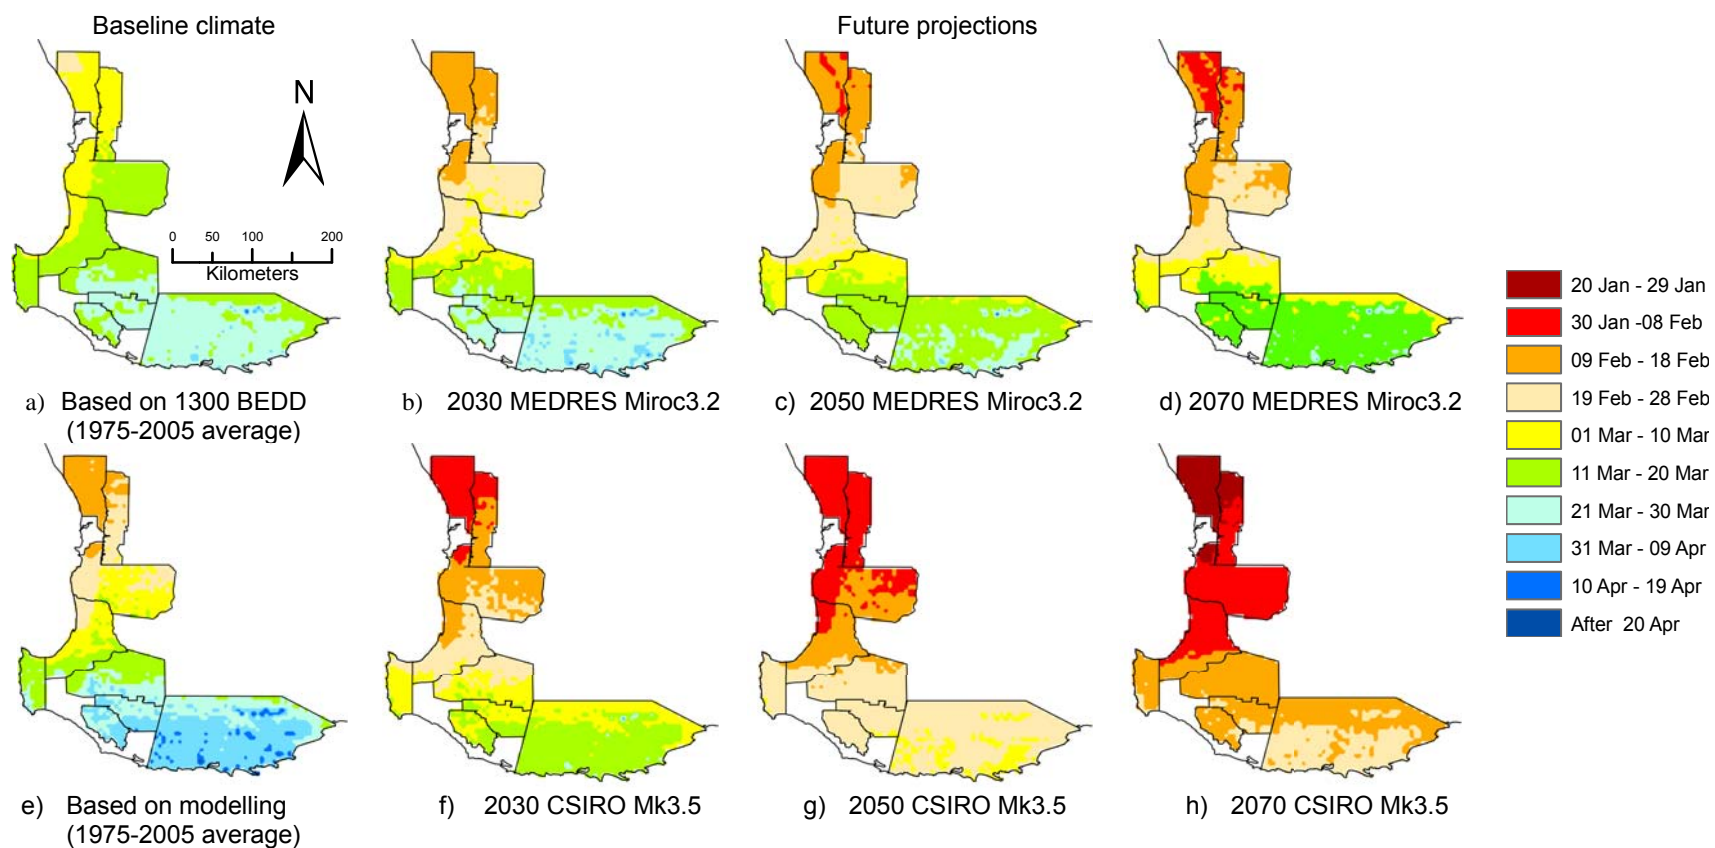 Baseline climate
Future projections
N
0 50 100 200
Kilometers
a) Based on 1300 BEDD
(1975-2005 average)
b) 2030 MEDRES Miroc3.2
c) 2050 MEDRES Miroc3.2
d) 2070 MEDRES Miroc3.2
e) Based on modelling
(1975-2005 average)
f) 2030 CSIRO Mk3.5
g) 2050 CSIRO Mk3.5
h) 2070 CSIRO Mk3.5
20 Jan - 29 Jan
30 Jan -08 Feb
09 Feb - 18 Feb
19 Feb - 28 Feb
01 Mar - 10 Mar
11 Mar - 20 Mar
21 Mar - 30 Mar
31 Mar - 09 Apr
10 Apr - 19 Apr
After 20 Apr